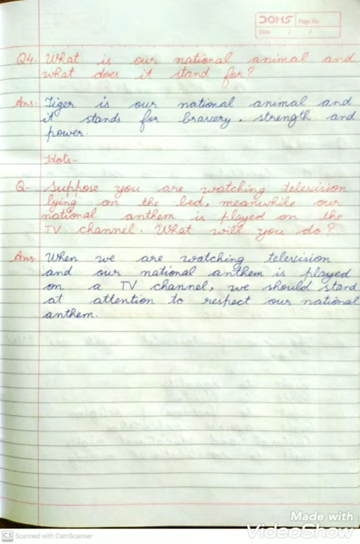 DOMS Page No.
Date / /
Q4. What is our national animal and
what does it stand for?
Ans. Tiger is our national animal and
it stands for bravery, strength and
power.
Hots-
Q. Suppose you are watching television
lying on the bed, meanwhile our
national anthem is played on the
TV channel. What will you do?
Ans. When we are watching television
and our national anthem is played
on a TV channel, we should stand
at attention to respect our national
anthem.
Made with
VideoShow
CS Scanned with CamScanner